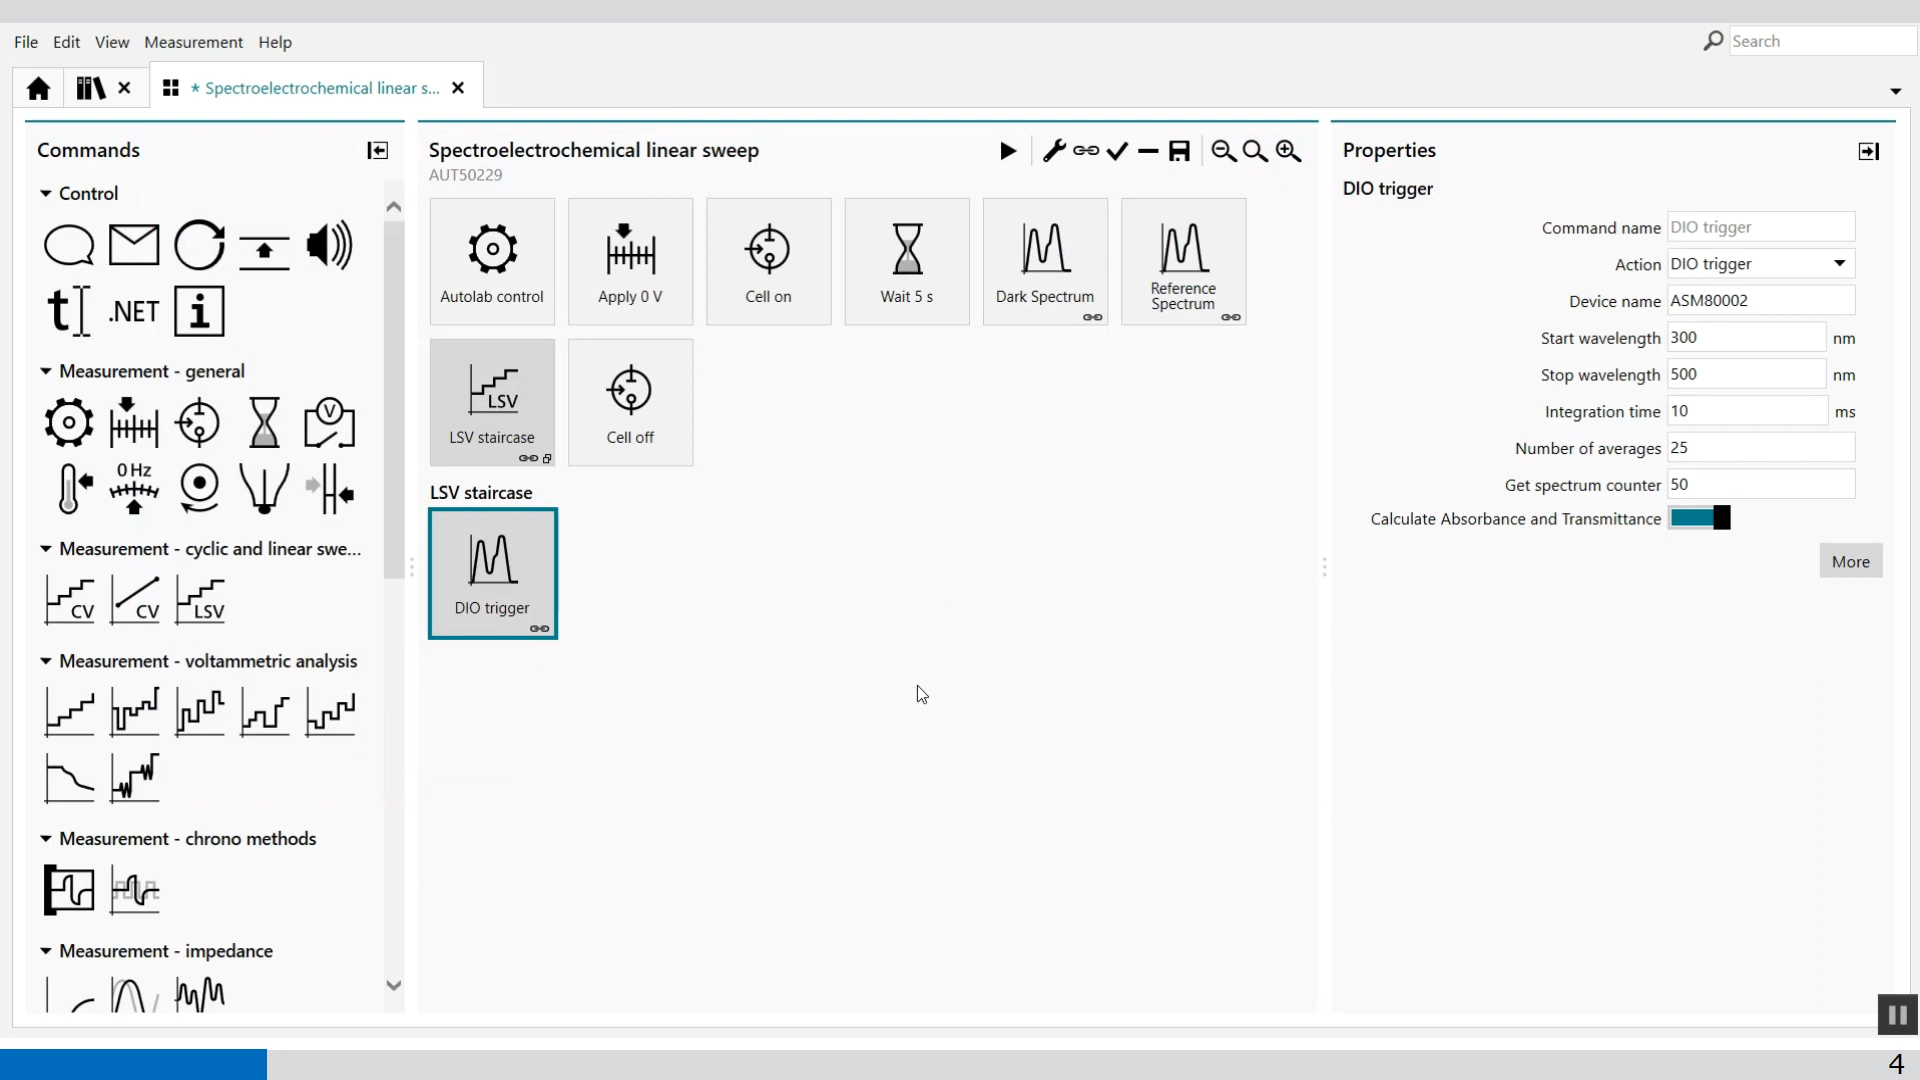 File Edit View Measurement Help
Search
* Spectroelectrochemical linear s...
Commands
Control
t
.NET
i
Measurement - general
V
0 Hz
Measurement - cyclic and linear swe...
CV
CV
LSV
Measurement - voltammetric analysis
Measurement - chrono methods
Measurement - impedance
Spectroelectrochemical linear sweep
AUT50229
Autolab control
Apply 0 V
Cell on
Wait 5 s
Dark Spectrum
Reference
Spectrum
LSV
LSV staircase
Cell off
LSV staircase
DIO trigger
Properties
DIO trigger
Command name DIO trigger
Action DIO trigger
Device name ASM80002
Start wavelength 300 nm
Stop wavelength 500 nm
Integration time 10 ms
Number of averages 25
Get spectrum counter 50
Calculate Absorbance and Transmittance
More
4